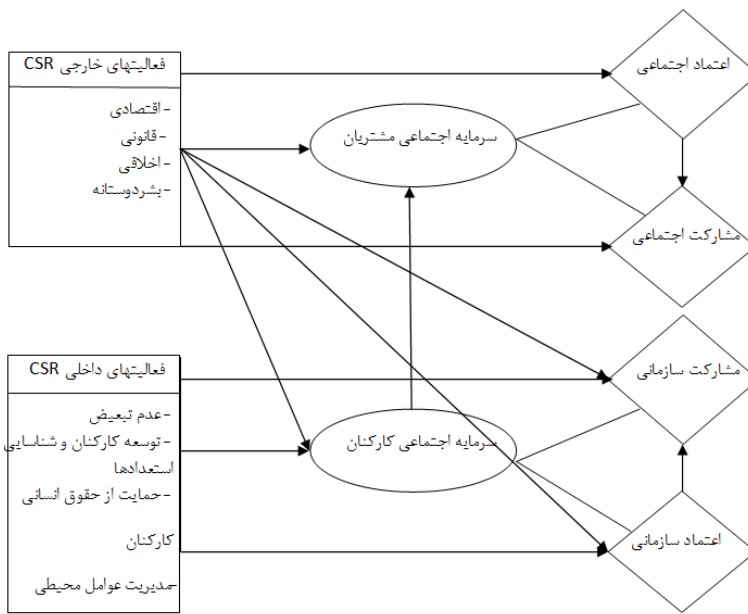 فعالیتهای خارجی CSR
-اقتصادی
-قانونی
-اخلاقی
-بشردوستانه
سرمایه اجتماعی مشتریان
اعتماد اجتماعی
مشارکت اجتماعی
فعالیتهای داخلی CSR
-عدم تبعیض
-توسعه کارکنان و شناسایی
استعدادها
-حمایت از حقوق انسانی
کارکنان
-مدیریت عوامل محیطی
سرمایه اجتماعی کارکنان
مشارکت سازمانی
اعتماد سازمانی